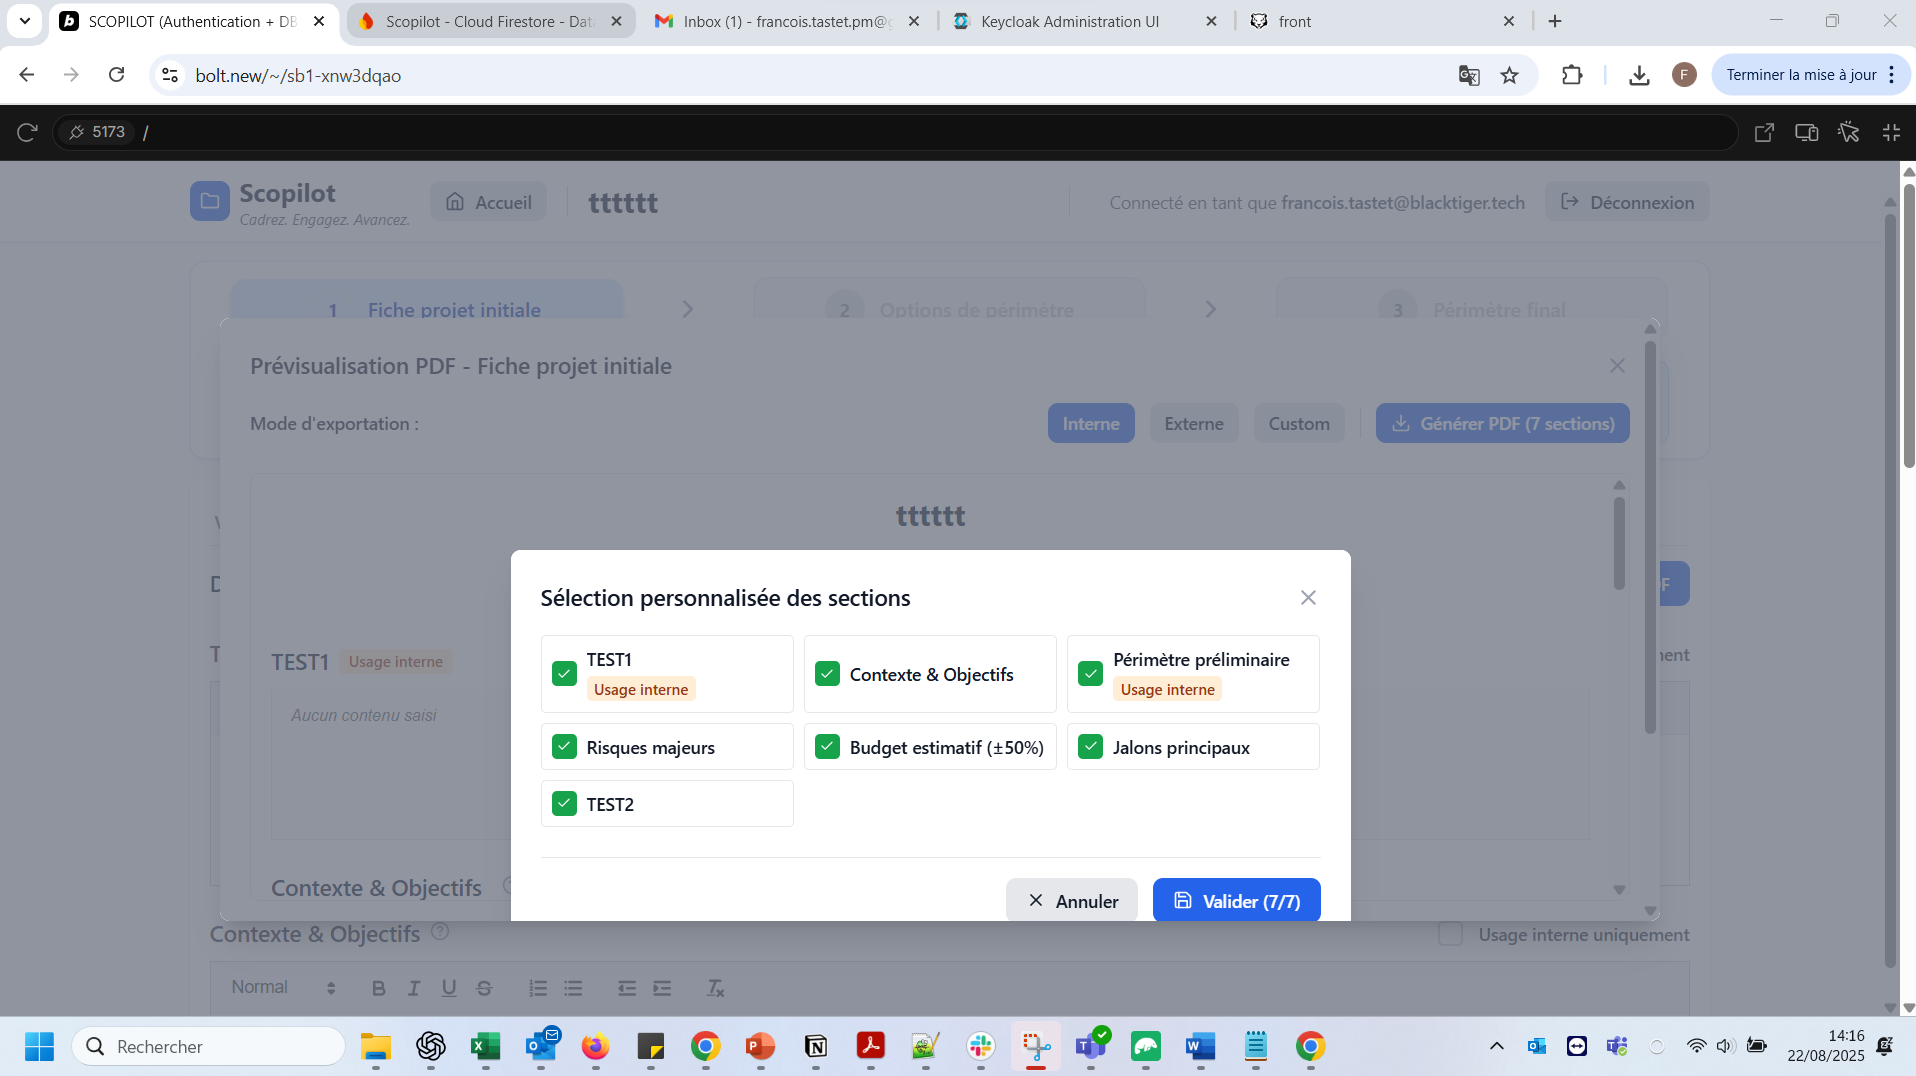 SCOPILOT (Authentication + DB
Scopilot - Cloud Firestore - Dat
Inbox (1) - francois.tastet.pm@g
Keycloak Administration UI
front
bolt.new/~/sb1-xnw3dqao
F
Terminer la mise à jour
5173 /
Scopilot
Cadrez. Engagez. Avancez.
Accueil
tttttt
Connecté en tant que francois.tastet@blacktiger.tech
Déconnexion
1 Fiche projet initiale
2 Options de périmètre
3 Périmètre final
Prévisualisation PDF - Fiche projet initiale
Mode d'exportation :
Interne
Externe
Custom
Générer PDF (7 sections)
tttttt
Sélection personnalisée des sections
TEST1
Usage interne
Contexte & Objectifs
Périmètre préliminaire
Usage interne
Risques majeurs
Budget estimatif (±50%)
Jalons principaux
TEST2
Annuler
Valider (7/7)
TEST1 Usage interne
Aucun contenu saisi
Contexte & Objectifs
Contexte & Objectifs
Usage interne uniquement
Normal
Rechercher
14:16
22/08/2025